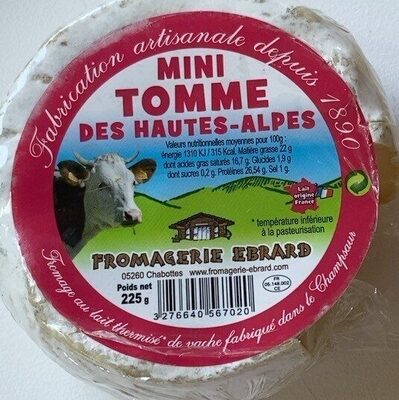 Fabrication artisanale depuis 1890
MINI
TOMME
DES HAUTES-ALPES
Valeurs nutritionnelles moyennes pour 100g :
énergie 1310 KJ / 315 Kcal. Matière grasse 22 g
dont acides gras saturés 16,7 g. Glucides 1,9 g
dont sucres 0,2 g. Protéines 26,54 g. Sel 1 g.
Lait
origine
France
* température inférieure
à la pasteurisation
FROMAGERIE EBRARD
05260 Chabottes www.fromagerie-ebrard.com
Poids net
225 g
3 276640 567020
FR
05.148.002
CE
Fromage au lait thermisé* de vache fabriqué dans le Champsaur